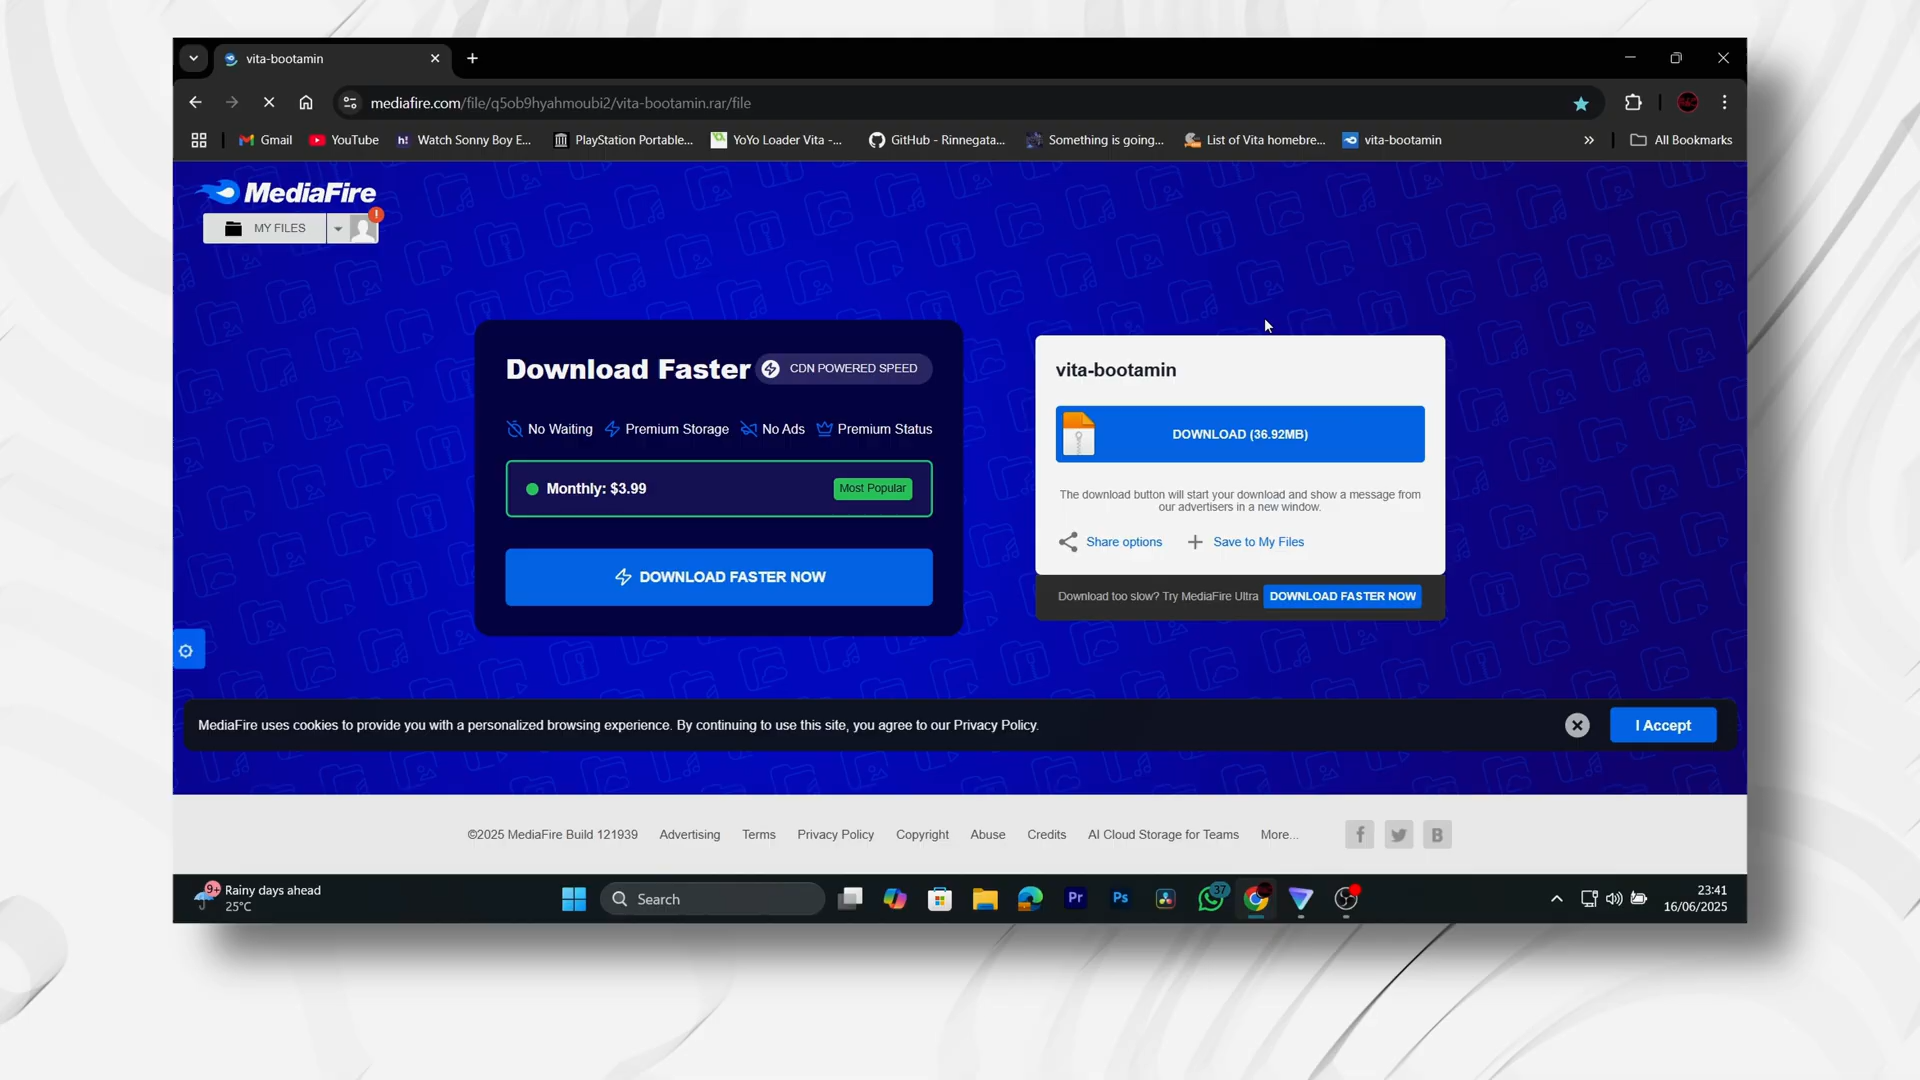 vita-bootamin
mediafire.com/file/q5ob9hyahmoubi2/vita-bootamin.rar/file
Gmail
YouTube
Watch Sonny Boy E...
PlayStation Portable...
YoYo Loader Vita -...
GitHub - Rinnegata...
Something is going...
List of Vita homebre...
vita-bootamin
»
All Bookmarks
MediaFire
MY FILES
!
Download Faster
CDN POWERED SPEED
No Waiting
Premium Storage
No Ads
Premium Status
Monthly: $3.99
Most Popular
DOWNLOAD FASTER NOW
vita-bootamin
DOWNLOAD (36.92MB)
The download button will start your download and show a message from
our advertisers in a new window.
Share options
Save to My Files
Download too slow? Try MediaFire Ultra
DOWNLOAD FASTER NOW
MediaFire uses cookies to provide you with a personalized browsing experience. By continuing to use this site, you agree to our Privacy Policy.
I Accept
©2025 MediaFire Build 121939
Advertising
Terms
Privacy Policy
Copyright
Abuse
Credits
AI Cloud Storage for Teams
More...
9+
Rainy days ahead
25°C
Search
Pr
Ps
37
23:41
16/06/2025